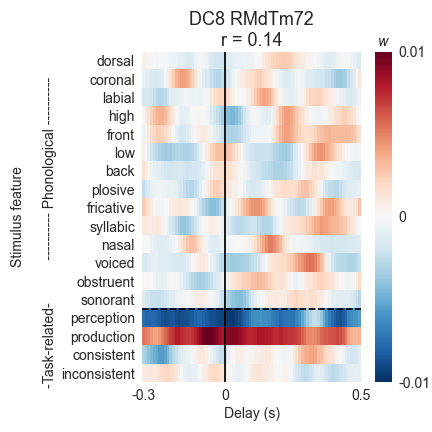 DC8 RMdTm72
r = 0.14
w
dorsal
coronal
labial
high
front
low
back
plosive
fricative
syllabic
nasal
voiced
obstruent
sonorant
perception
production
consistent
inconsistent
Stimulus feature
---------- Phonological ----------
-Task-related-
0.01
0
-0.01
-0.3
0
0.5
Delay (s)